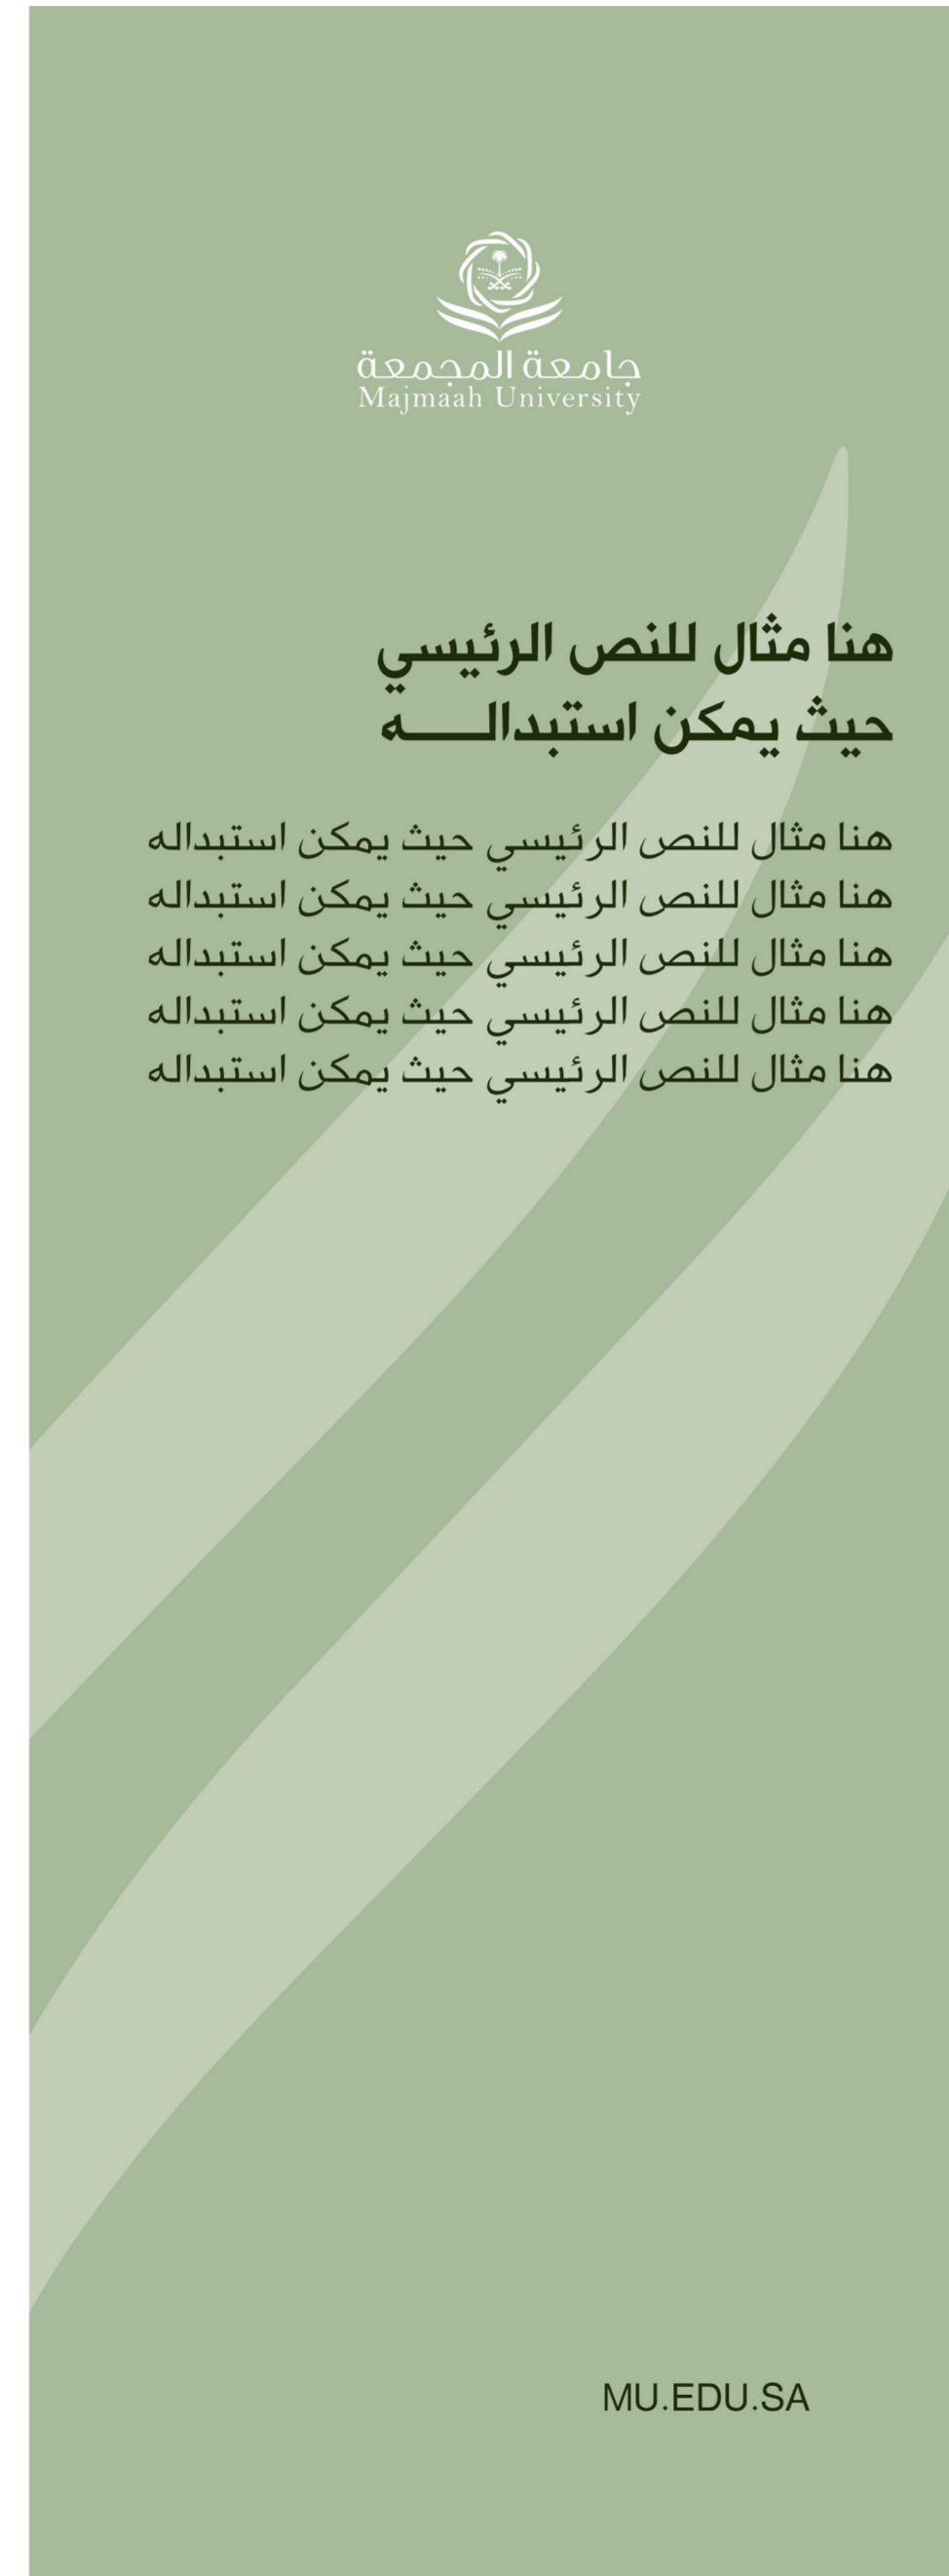 جامعة المجمعة
Majmaah University
هنا مثال للنص الرئيسي
حيث يمكن استبدالـــــه
هنا مثال للنص الرئيسي حيث يمكن استبداله
هنا مثال للنص الرئيسي حيث يمكن استبداله
هنا مثال للنص الرئيسي حيث يمكن استبداله
هنا مثال للنص الرئيسي حيث يمكن استبداله
هنا مثال للنص الرئيسي حيث يمكن استبداله
MU.EDU.SA